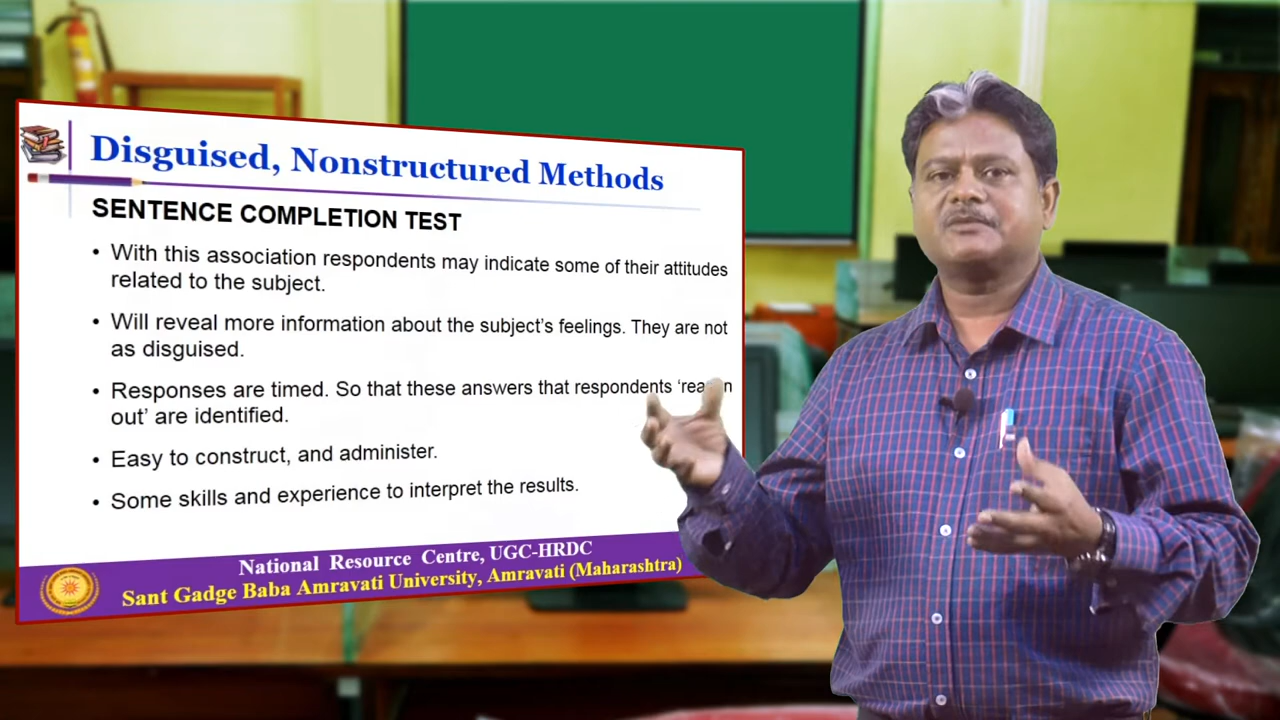 Disguised, Nonstructured Methods
SENTENCE COMPLETION TEST
• With this association respondents may indicate some of their attitudes
related to the subject.
• Will reveal more information about the subject's feelings. They are not
as disguised.
• Responses are timed. So that these answers that respondents
out' are identified.
• Easy to construct, and administer.
• Some skills and experience to interpret the results.
National Resource Centre, UGC-HRDC
Sant Gadge Baba Amravati University, Amravati (Maharashtra)